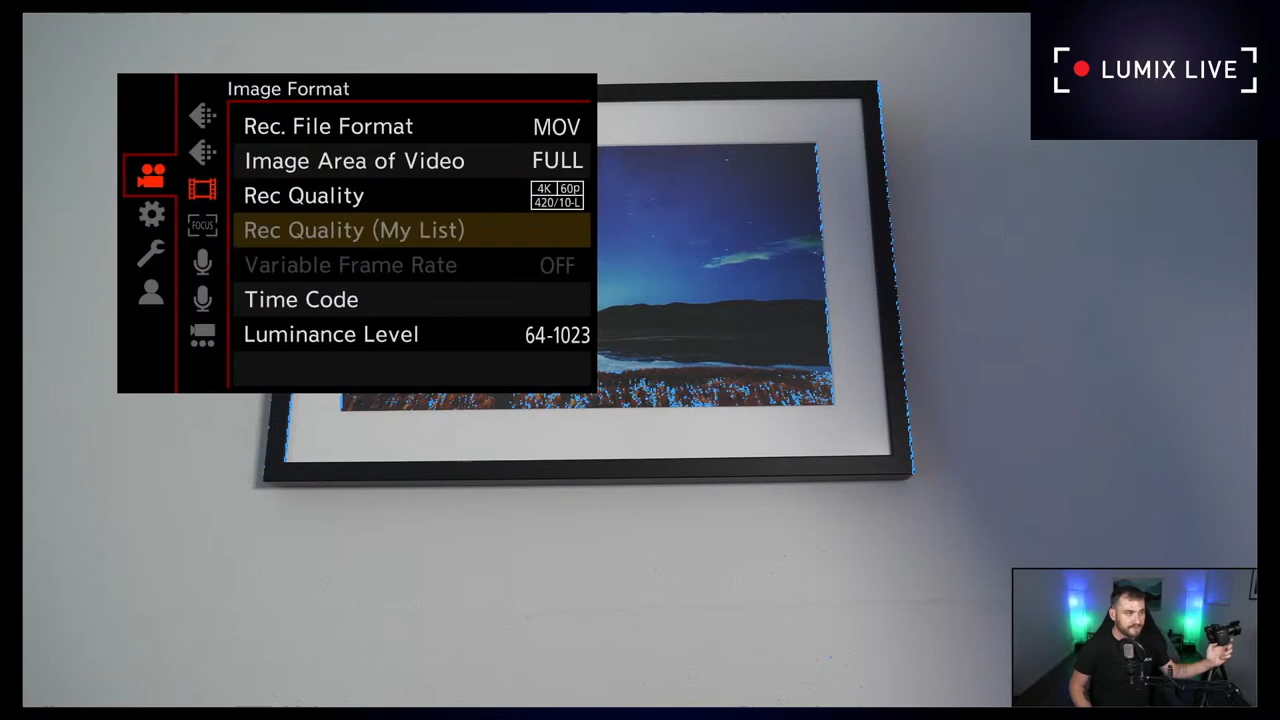 LUMIX LIVE
Image Format
Rec. File Format MOV
Image Area of Video FULL
Rec Quality 4K 60p 420/10-L
Rec Quality (My List)
FOCUS
Variable Frame Rate OFF
Time Code
Luminance Level 64-1023